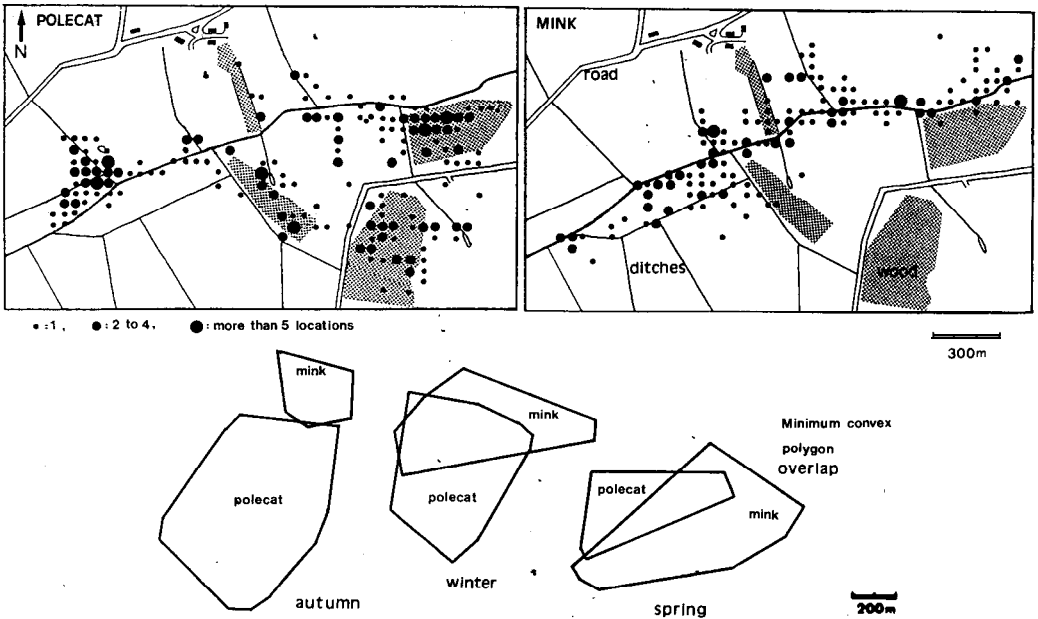 POLECAT
N
MINK
road
ditches
wood
•:1, ●:2 to 4, ●: more than 5 locations
300m
mink
polecat
autumn
mink
polecat
winter
Minimum convex
polygon
overlap
polecat
mink
spring
200m